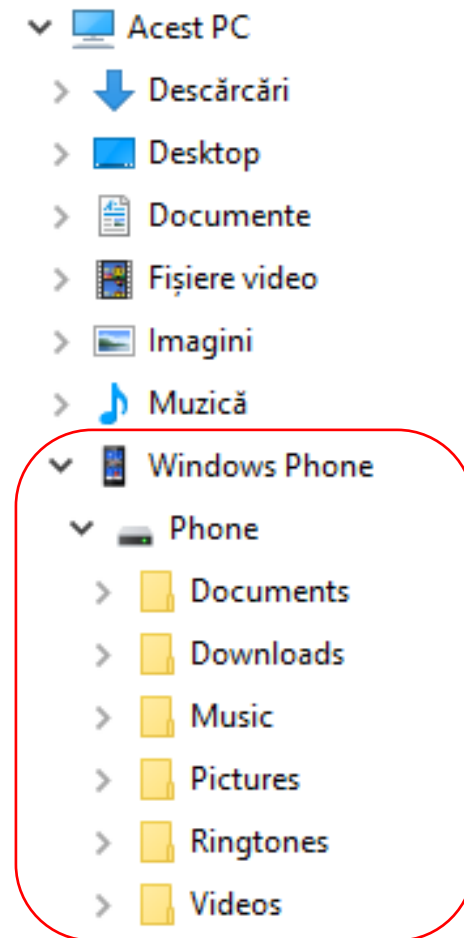 Acest PC
Descărcări
Desktop
Documente
Fișiere video
Imagini
Muzică
Windows Phone
Phone
Documents
Downloads
Music
Pictures
Ringtones
Videos